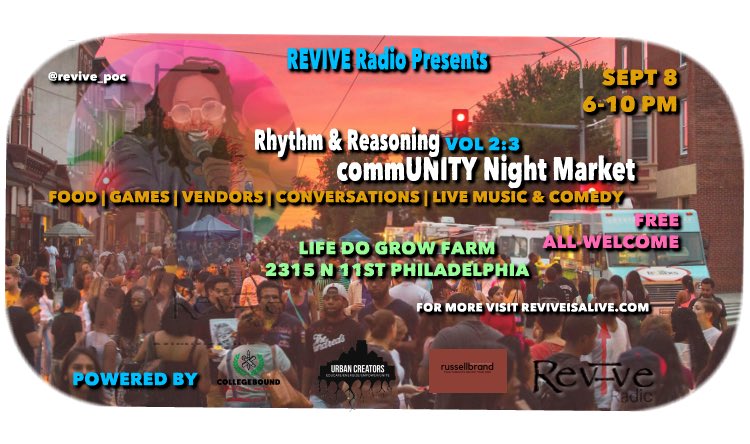 REVIVE Radio Presents
@revive_poc
SEPT 8
6-10 PM
Rhythm & Reasoning VOL 2:3
commUNITY Night Market
FOOD | GAMES | VENDORS | CONVERSATIONS | LIVE MUSIC & COMEDY
FREE
ALL WELCOME
LIFE DO GROW FARM
2315 N 11ST PHILADELPHIA
FOR MORE VISIT REVIVEISALIVE.COM
POWERED BY
COLLEGEBOUND
URBAN CREATORS
russellbrand
Revive
Radio